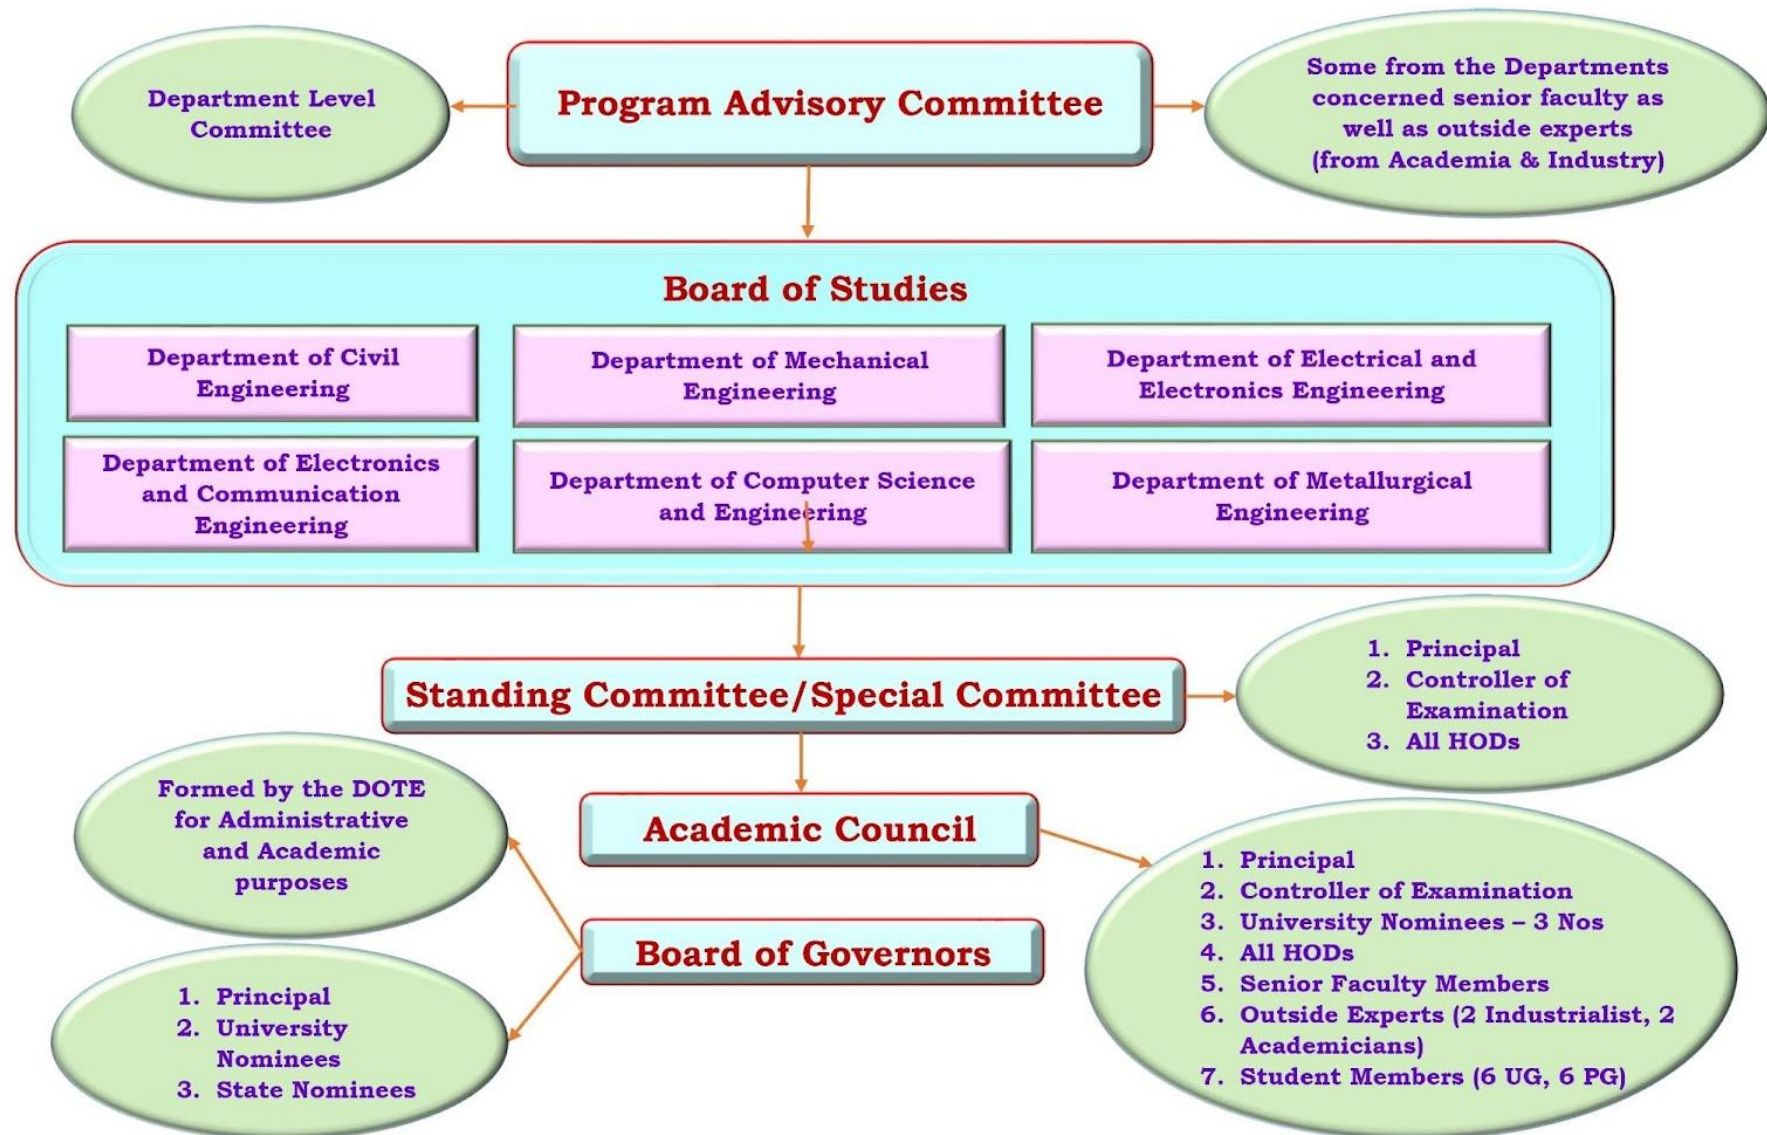 Department Level
Committee
Program Advisory Committee
Some from the Departments
concerned senior faculty as
well as outside experts
(from Academia & Industry)
Board of Studies
Department of Civil
Engineering
Department of Mechanical
Engineering
Department of Electrical and
Electronics Engineering
Department of Electronics
and Communication
Engineering
Department of Computer Science
and Engineering
Department of Metallurgical
Engineering
Standing Committee/Special Committee
1. Principal
2. Controller of
Examination
3. All HODs
Formed by the DOTE
for Administrative
and Academic
purposes
Academic Council
1. Principal
2. Controller of Examination
3. University Nominees – 3 Nos
4. All HODs
5. Senior Faculty Members
6. Outside Experts (2 Industrialist, 2
Academicians)
7. Student Members (6 UG, 6 PG)
Board of Governors
1. Principal
2. University
Nominees
3. State Nominees